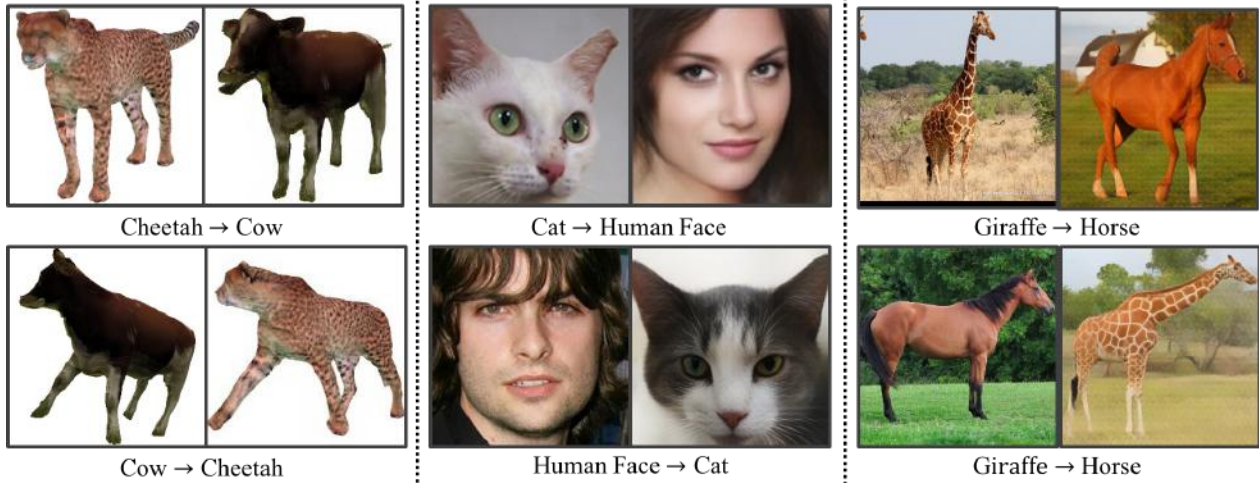 Cheetah → Cow
Cat → Human Face
Giraffe → Horse
Cow → Cheetah
Human Face → Cat
Giraffe → Horse